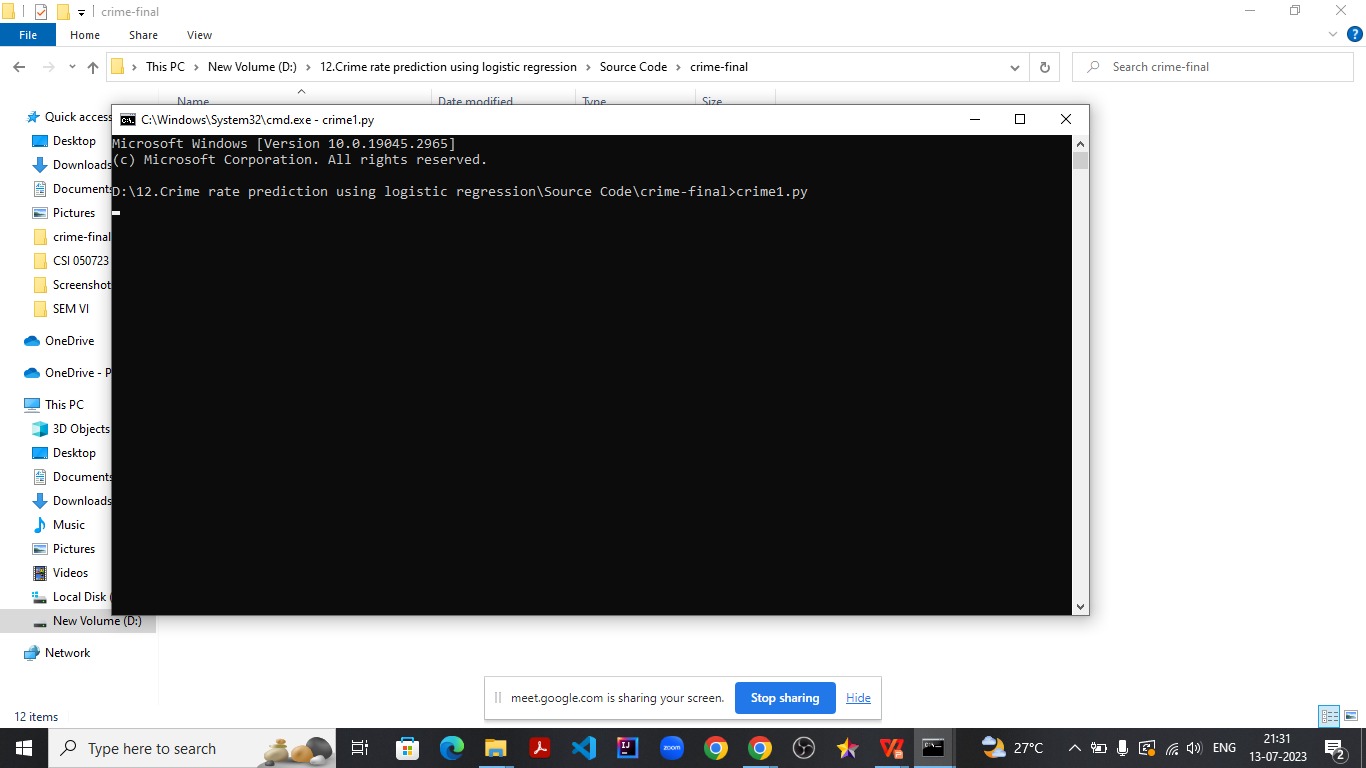 crime-final
File Home Share View
This PC New Volume (D:) 12.Crime rate prediction using logistic regression Source Code crime-final
Search crime-final
Name Date modified Type Size
Quick access
Desktop
Downloads
Documents
Pictures
crime-final
CSI 050723
Screenshot
SEM VI
OneDrive
OneDrive - P
This PC
3D Objects
Desktop
Documents
Downloads
Music
Pictures
Videos
Local Disk (
New Volume (D:)
Network
12 items
C:\Windows\System32\cmd.exe - crime1.py
Microsoft Windows [Version 10.0.19045.2965]
(c) Microsoft Corporation. All rights reserved.
D:\12.Crime rate prediction using logistic regression\Source Code\crime-final>crime1.py
meet.google.com is sharing your screen. Stop sharing Hide
Type here to search
zoom
27°C
ENG
21:31
13-07-2023
2